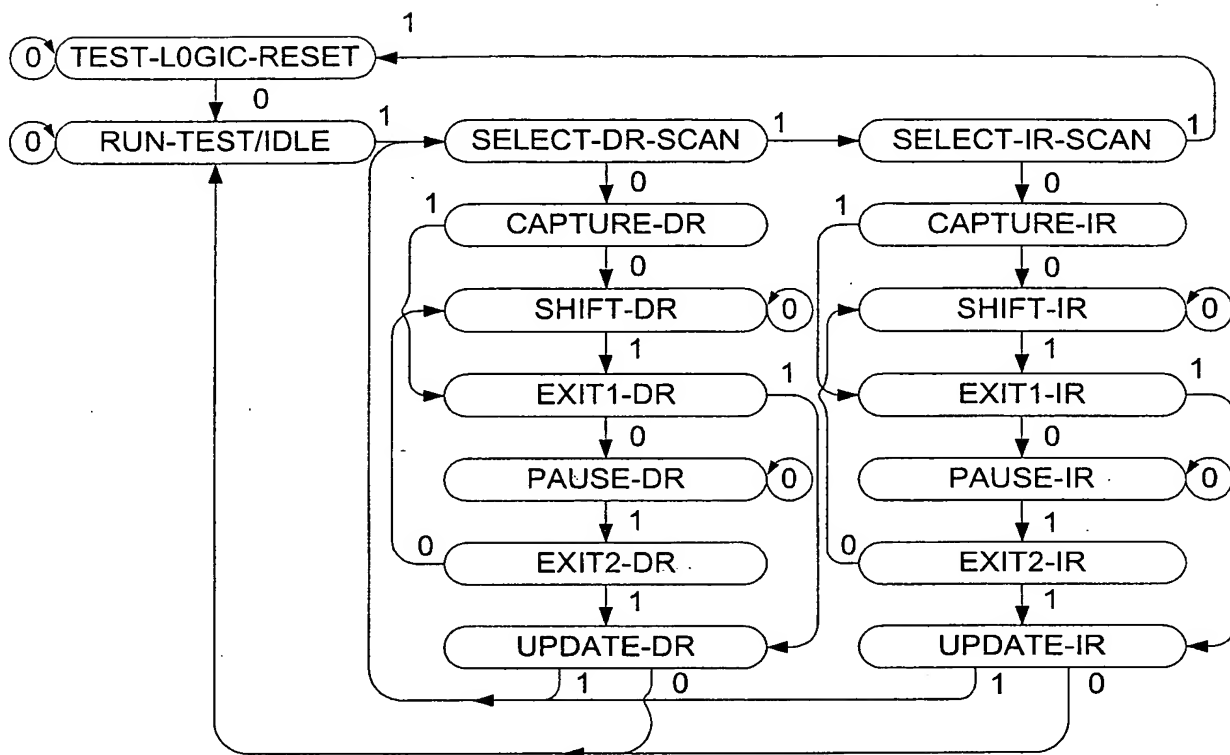 1
0 TEST-L0GIC-RESET
0
0 RUN-TEST/IDLE 1 SELECT-DR-SCAN 1 SELECT-IR-SCAN 1
0 0
1 CAPTURE-DR 1 CAPTURE-IR
0 0
SHIFT-DR 0 SHIFT-IR 0
1 1
EXIT1-DR 1 EXIT1-IR 1
0 0
PAUSE-DR 0 PAUSE-IR 0
1 1
0 EXIT2-DR 0 EXIT2-IR
1 1
UPDATE-DR UPDATE-IR
1 0 1 0